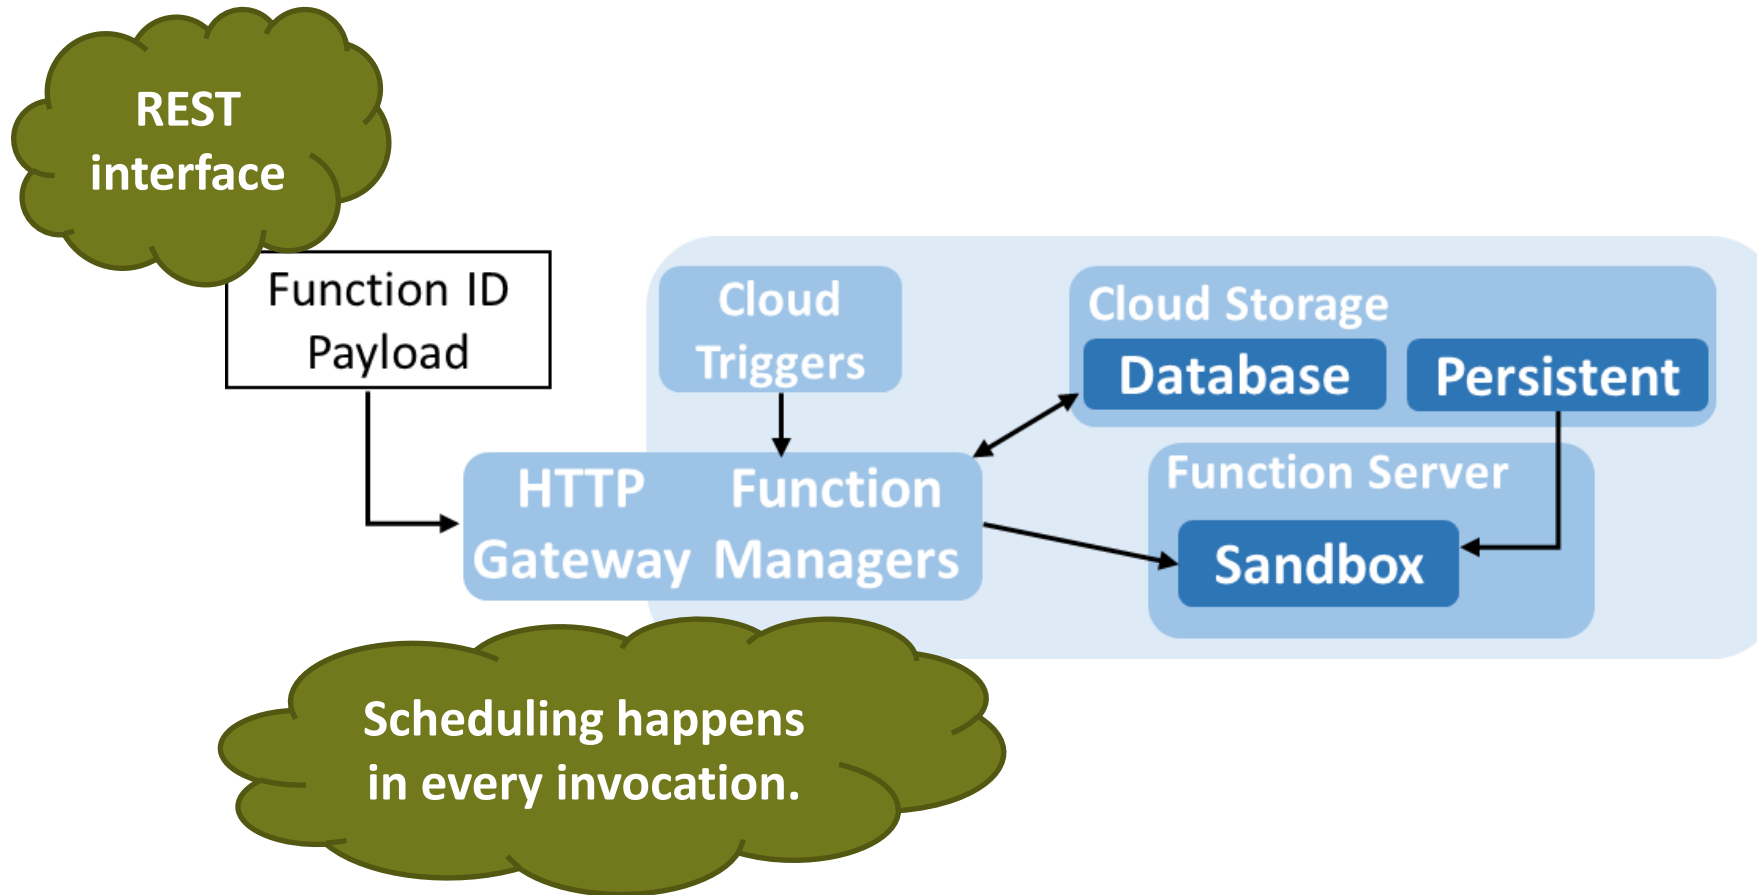 REST
interface
Function ID
Payload
Cloud
Triggers
Cloud Storage
Database
Persistent
HTTP
Gateway
Function
Managers
Function Server
Sandbox
Scheduling happens
in every invocation.